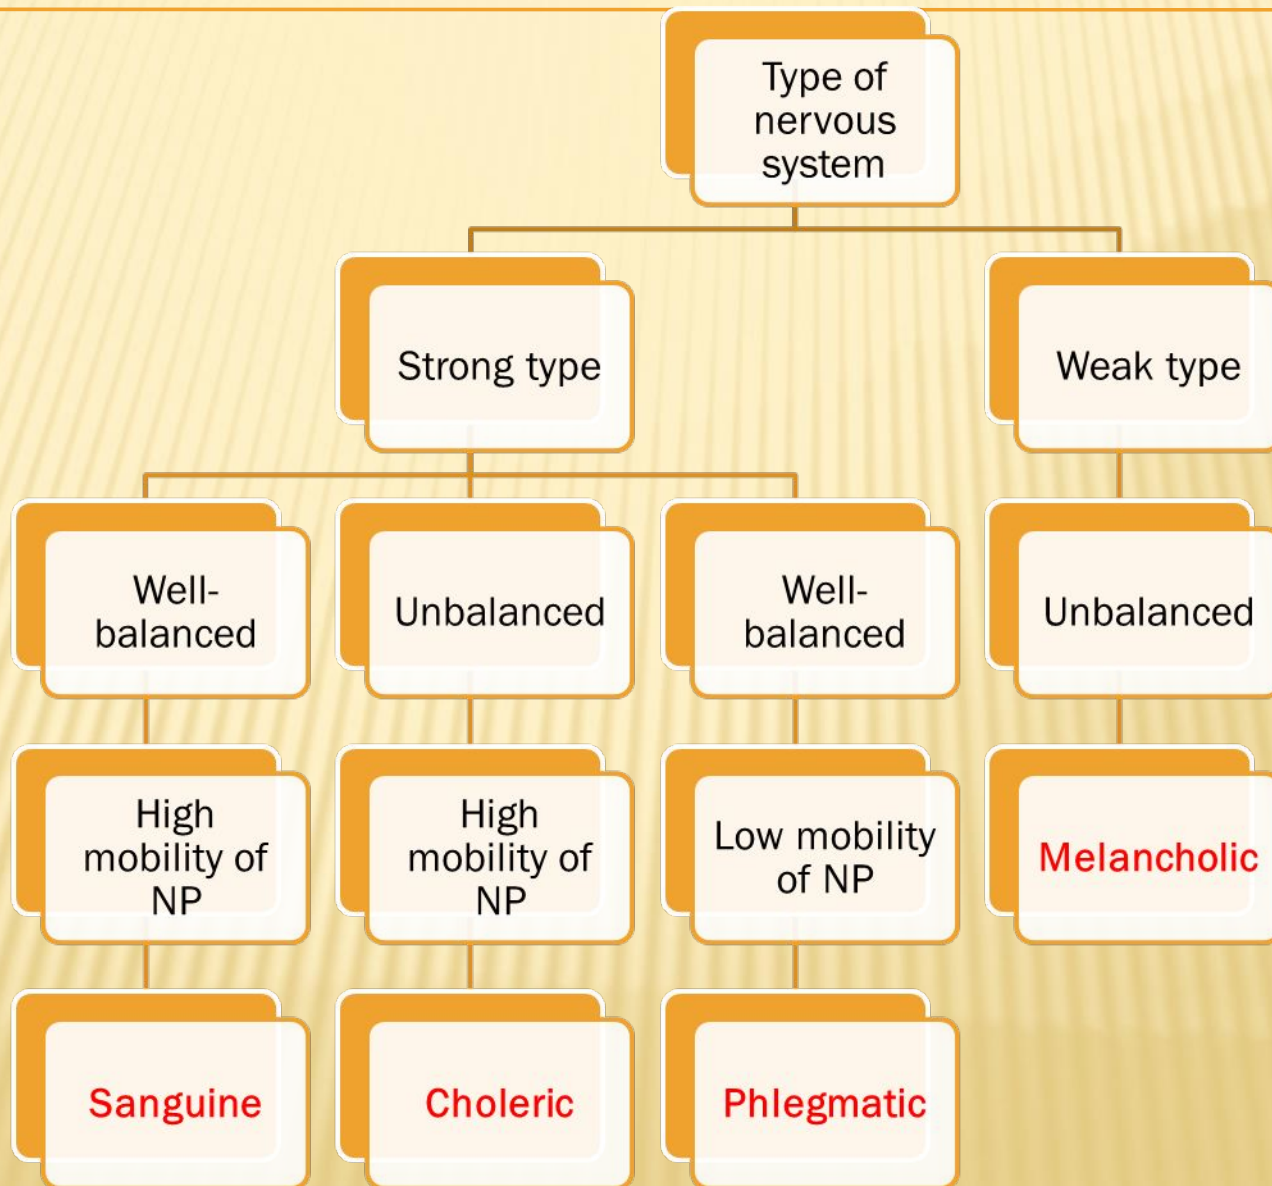 Type of
nervous
system
Strong type
Weak type
Well-
balanced
Unbalanced
Well-
balanced
Unbalanced
High
mobility of
NP
High
mobility of
NP
Low mobility
of NP
Melancholic
Sanguine
Choleric
Phlegmatic